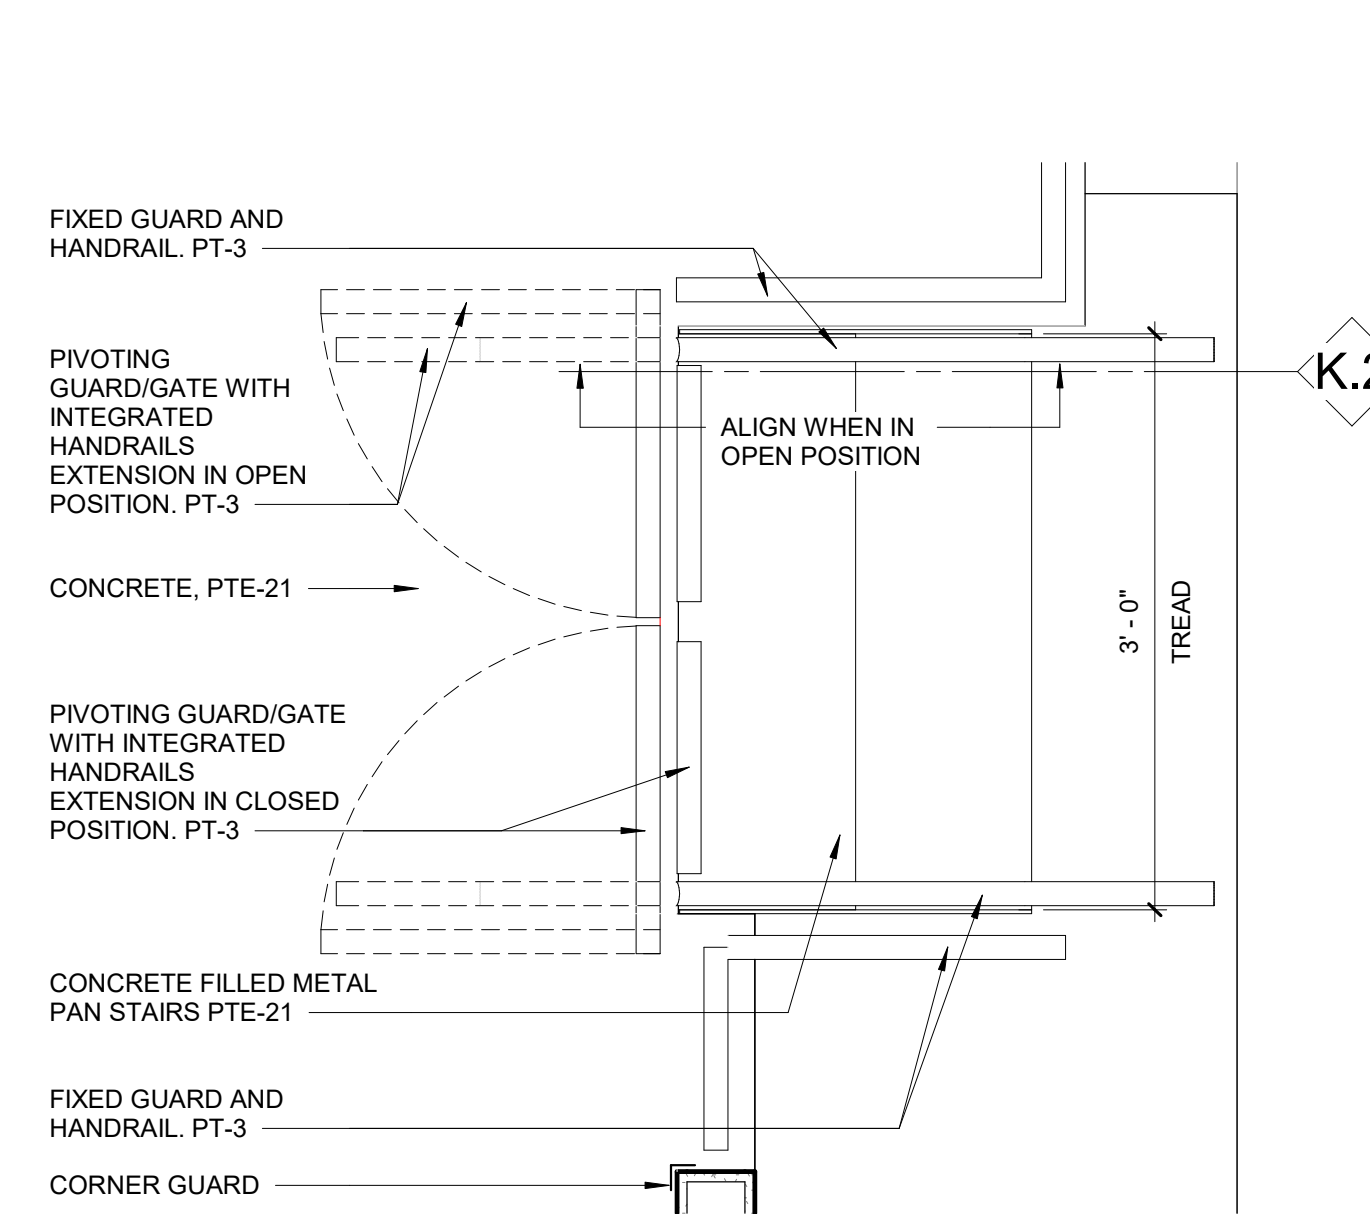 FIXED GUARD AND
HANDRAIL. PT-3
PIVOTING
GUARD/GATE WITH
INTEGRATED
HANDRAILS
EXTENSION IN OPEN
POSITION. PT-3
ALIGN WHEN IN
OPEN POSITION
CONCRETE, PTE-21
3' - 0"
TREAD
PIVOTING GUARD/GATE
WITH INTEGRATED
HANDRAILS
EXTENSION IN CLOSED
POSITION. PT-3
CONCRETE FILLED METAL
PAN STAIRS PTE-21
FIXED GUARD AND
HANDRAIL. PT-3
CORNER GUARD